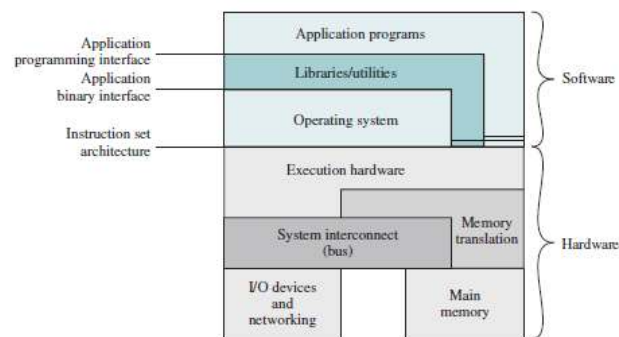 Application programs
Application
programming interface
Libraries/utilities
Application
binary interface
Software
Operating system
Instruction set
architecture
Execution hardware
Memory
translation
System interconnect
(bus)
Hardware
I/O devices
and
networking
Main
memory